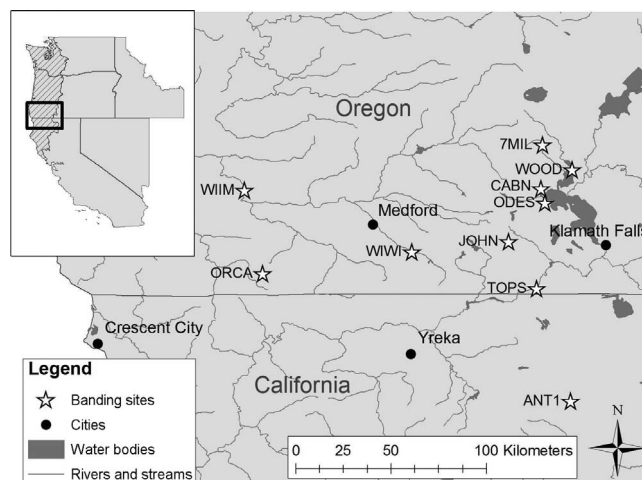 Oregon
7MIL
WOOD
CABN
ODES
WIIM
Medford
Klamath Falls
WIWI
JOHN
ORCA
TOPS
Crescent City
Yreka
California
ANT1
Legend
Banding sites
Cities
Water bodies
Rivers and streams
0 25 50 100 Kilometers
N